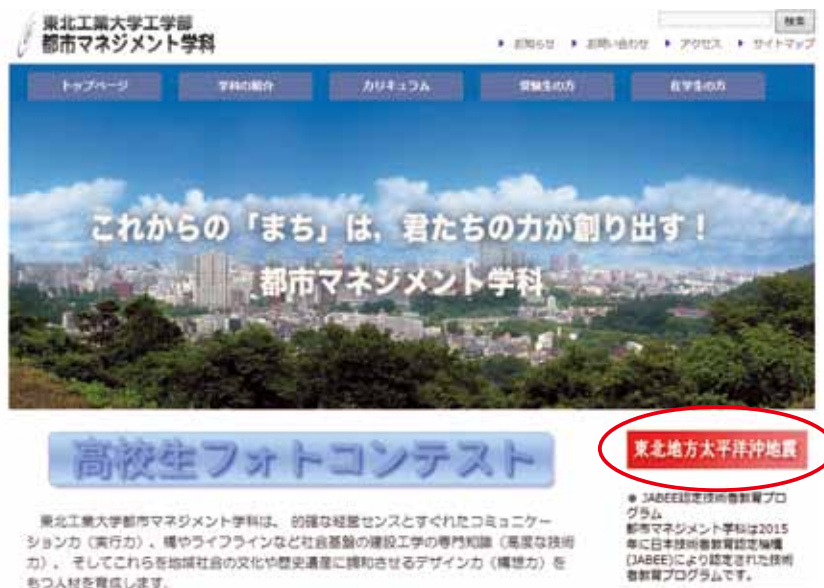 東北工業大学工学部
都市マネジメント学科
検索
お知らせ お問い合わせ アクセス サイトマップ
トップページ 学科の紹介 カリキュラム 受験生の方 在学生の方
これからの「まち」は、君たちの力が創り出す！
都市マネジメント学科
高校生フォトコンテスト
東北地方太平洋沖地震
東北工業大学都市マネジメント学科は、的確な経営センスとすぐれたコミュニケー
ション力（実行力）、橋やライフラインなど社会基盤の建設工学の専門知識（高度な技術
力）、そしてこれらを地域社会の文化や歴史遺産に調和させるデザイン力（構想力）を
もつ人材を育成します。
● JABEE認定技術者教育プロ
グラム
都市マネジメント学科は2015
年に日本技術者教育認定機構
(JABEE)により認定された技術
者教育プログラムです。